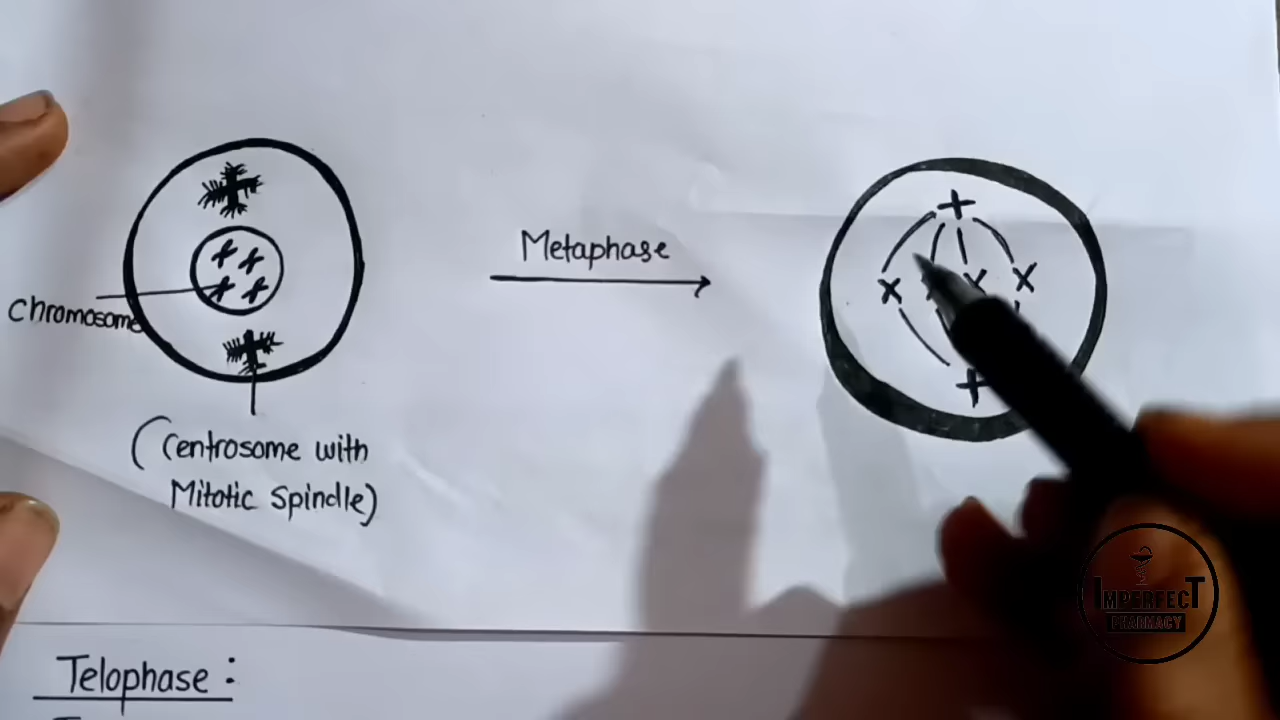 Metaphase
Chromosome
(Centrosome with
Mitotic Spindle)
Telophase :
IMPERFECT
PHARMACY